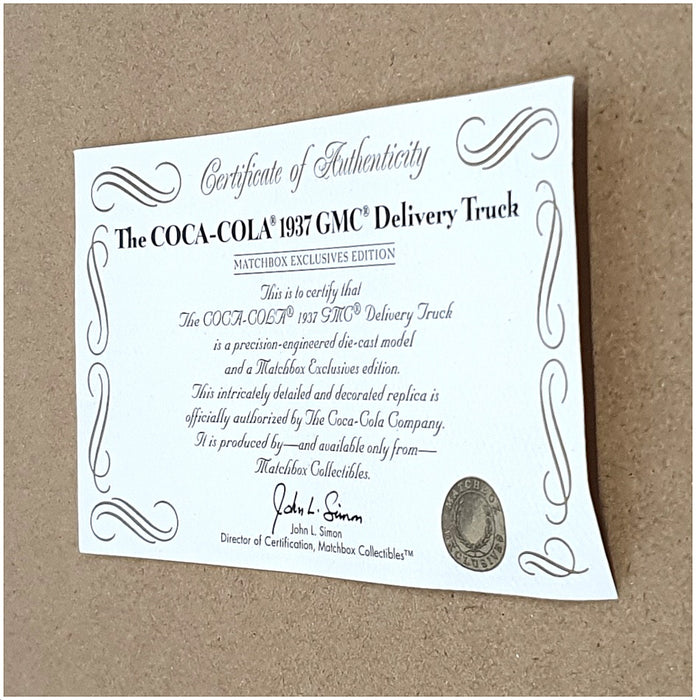 Certificate of Authenticity
The COCA-COLA® 1937 GMC® Delivery Truck
MATCHBOX EXCLUSIVES EDITION
This is to certify that
The COCA-COLA® 1937 GMC® Delivery Truck
is a precision-engineered die-cast model
and a Matchbox Exclusives edition.
This intricately detailed and decorated replica is
officially authorized by The Coca-Cola Company.
It is produced by—and available only from—
Matchbox Collectibles.
John L. Simon
John L. Simon
Director of Certification, Matchbox Collectibles™
MATCHBOX
EXCLUSIVES